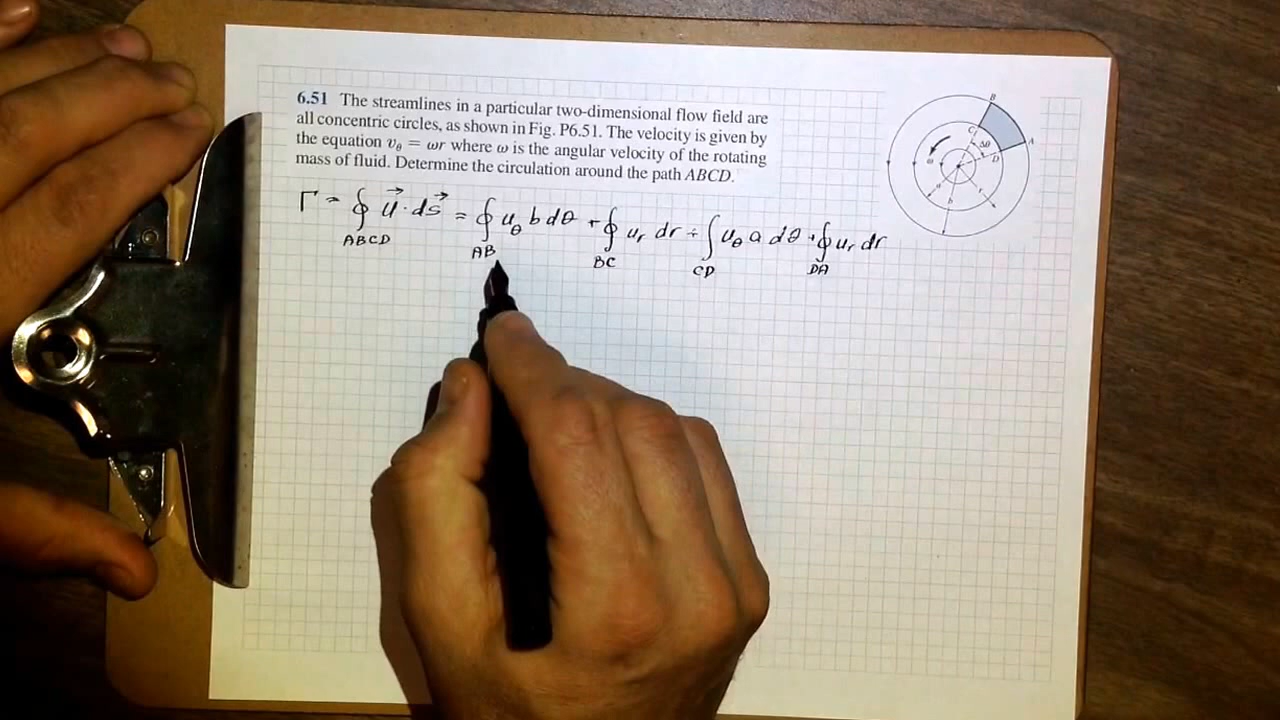 6.51 The streamlines in a particular two-dimensional flow field are
all concentric circles, as shown in Fig. P6.51. The velocity is given by
the equation v_θ = ωr where ω is the angular velocity of the rotating
mass of fluid. Determine the circulation around the path ABCD.
B
A
C
Δθ
D
ω
a
r
b
Γ = ∮ u⃗ · ds⃗ = ∮ u_θ b dθ + ∮ u_r dr + ∫ u_θ a dθ + ∮ u_r dr
ABCD AB BC CD DA